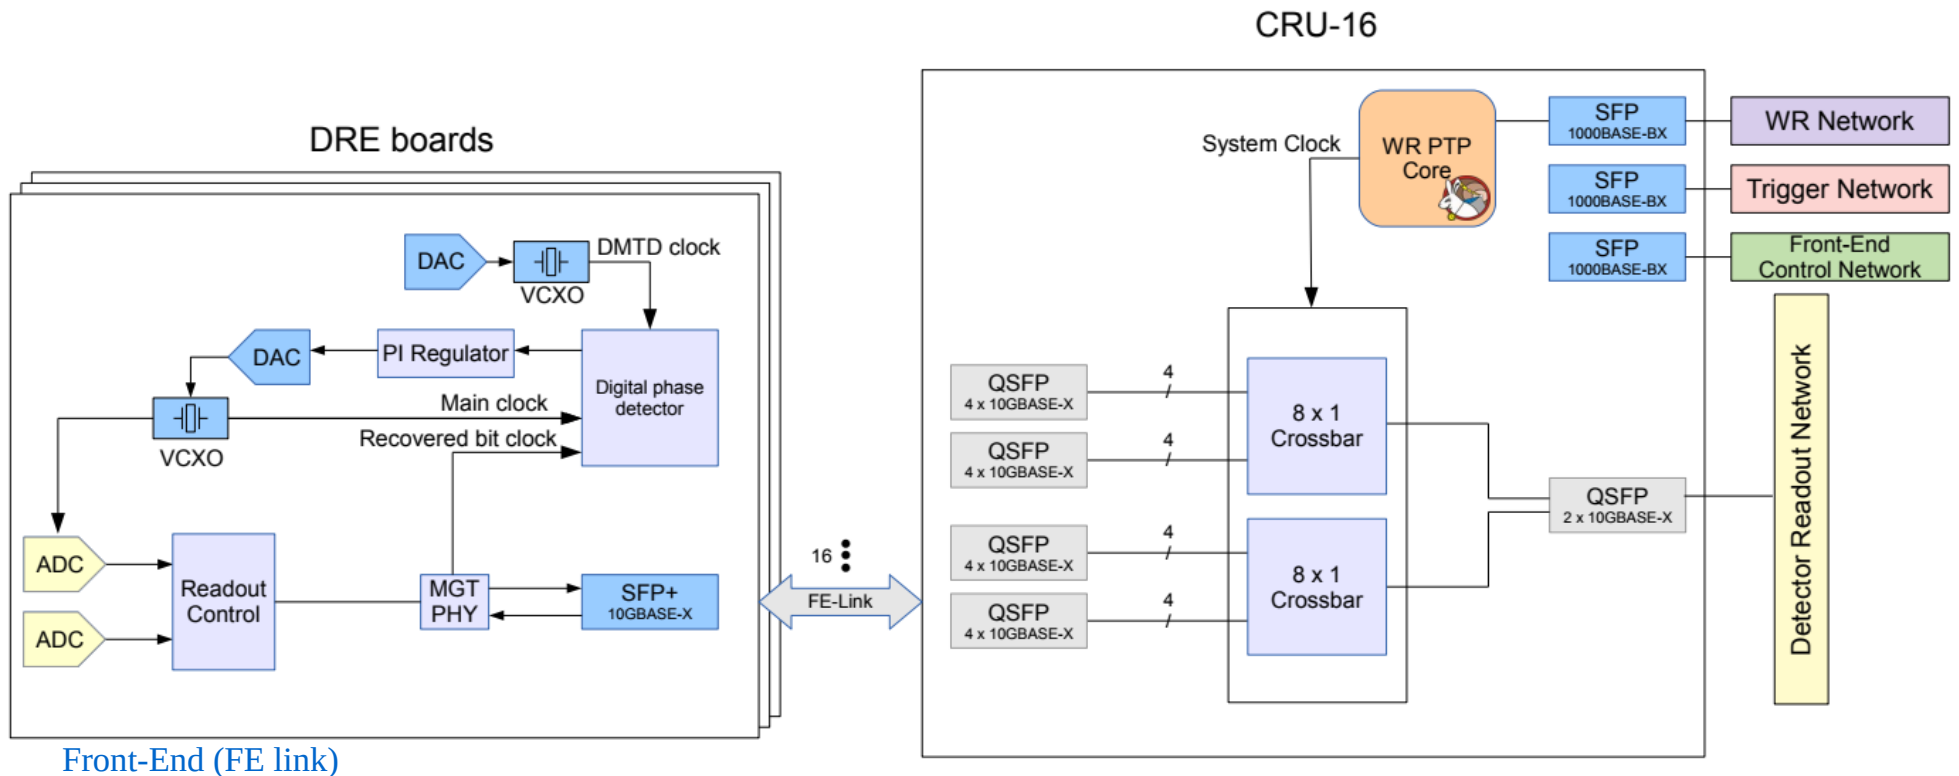 CRU-16
DRE boards
DAC
VCXO
DMTD clock
DAC
PI Regulator
Digital phase
detector
Main clock
Recovered bit clock
VCXO
ADC
ADC
Readout
Control
MGT
PHY
SFP+
10GBASE-X
16
FE-Link
Front-End (FE link)
System Clock
WR PTP
Core
SFP
1000BASE-BX
WR Network
SFP
1000BASE-BX
Trigger Network
SFP
1000BASE-BX
Front-End
Control Network
QSFP
4 x 10GBASE-X
4
QSFP
4 x 10GBASE-X
4
8 x 1
Crossbar
QSFP
4 x 10GBASE-X
4
QSFP
4 x 10GBASE-X
4
8 x 1
Crossbar
QSFP
2 x 10GBASE-X
Detector Readout Network